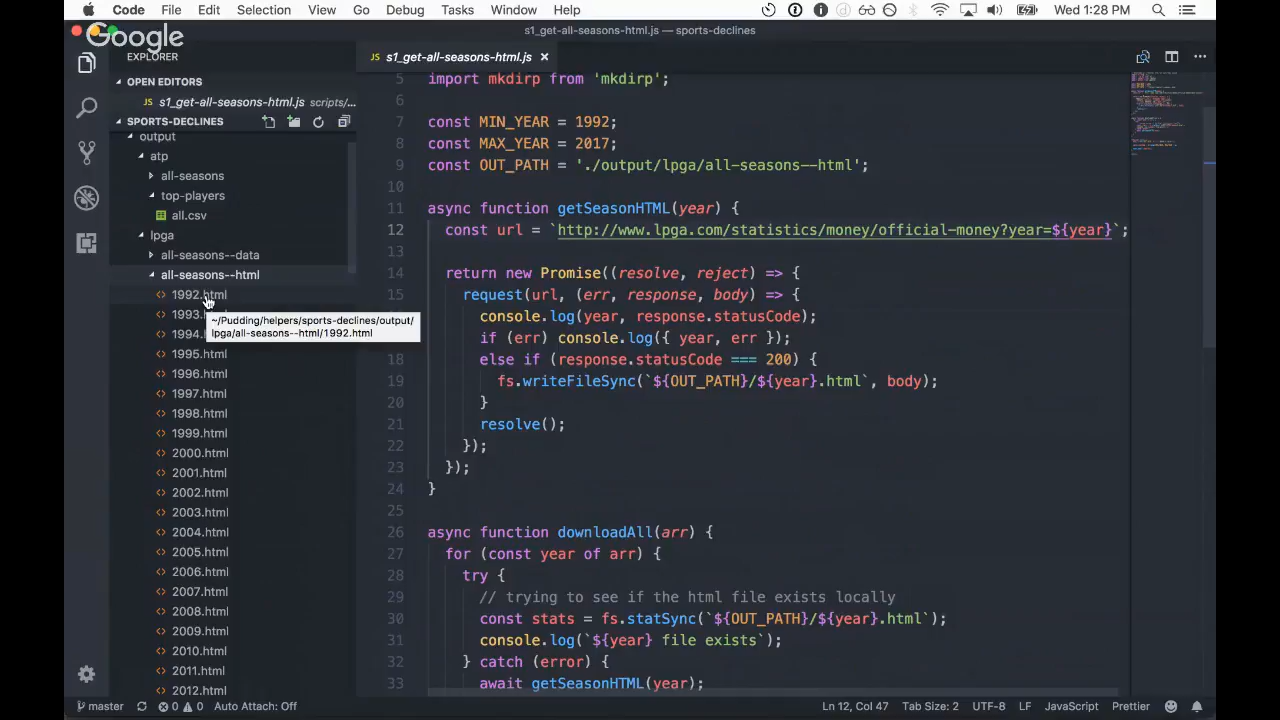 Code File Edit Selection View Go Debug Tasks Window Help Wed 1:28 PM
Google
s1_get-all-seasons-html.js — sports-declines
EXPLORER
JS s1_get-all-seasons-html.js ×
OPEN EDITORS
JS s1_get-all-seasons-html.js scripts/...
SPORTS-DECLINES
output
atp
all-seasons
top-players
all.csv
lpga
all-seasons--data
all-seasons--html
1992.html
1993.
1994.
1995.html
1996.html
1997.html
1998.html
1999.html
2000.html
2001.html
2002.html
2003.html
2004.html
2005.html
2006.html
2007.html
2008.html
2009.html
2010.html
2011.html
2012.html
~/Pudding/helpers/sports-declines/output/
lpga/all-seasons--html/1992.html
5 import mkdirp from 'mkdirp';
6
7 const MIN_YEAR = 1992;
8 const MAX_YEAR = 2017;
9 const OUT_PATH = './output/lpga/all-seasons--html';
10
11 async function getSeasonHTML(year) {
12 const url = `http://www.lpga.com/statistics/money/official-money?year=${year}`;
13
14 return new Promise((resolve, reject) => {
15 request(url, (err, response, body) => {
console.log(year, response.statusCode);
if (err) console.log({ year, err });
18 else if (response.statusCode === 200) {
19 fs.writeFileSync(`${OUT_PATH}/${year}.html`, body);
20 }
21 resolve();
22 });
23 });
24 }
25
26 async function downloadAll(arr) {
27 for (const year of arr) {
28 try {
29 // trying to see if the html file exists locally
30 const stats = fs.statSync(`${OUT_PATH}/${year}.html`);
31 console.log(`${year} file exists`);
32 } catch (error) {
33 await getSeasonHTML(year);
master 0 0 Auto Attach: Off Ln 12, Col 47 Tab Size: 2 UTF-8 LF JavaScript Prettier